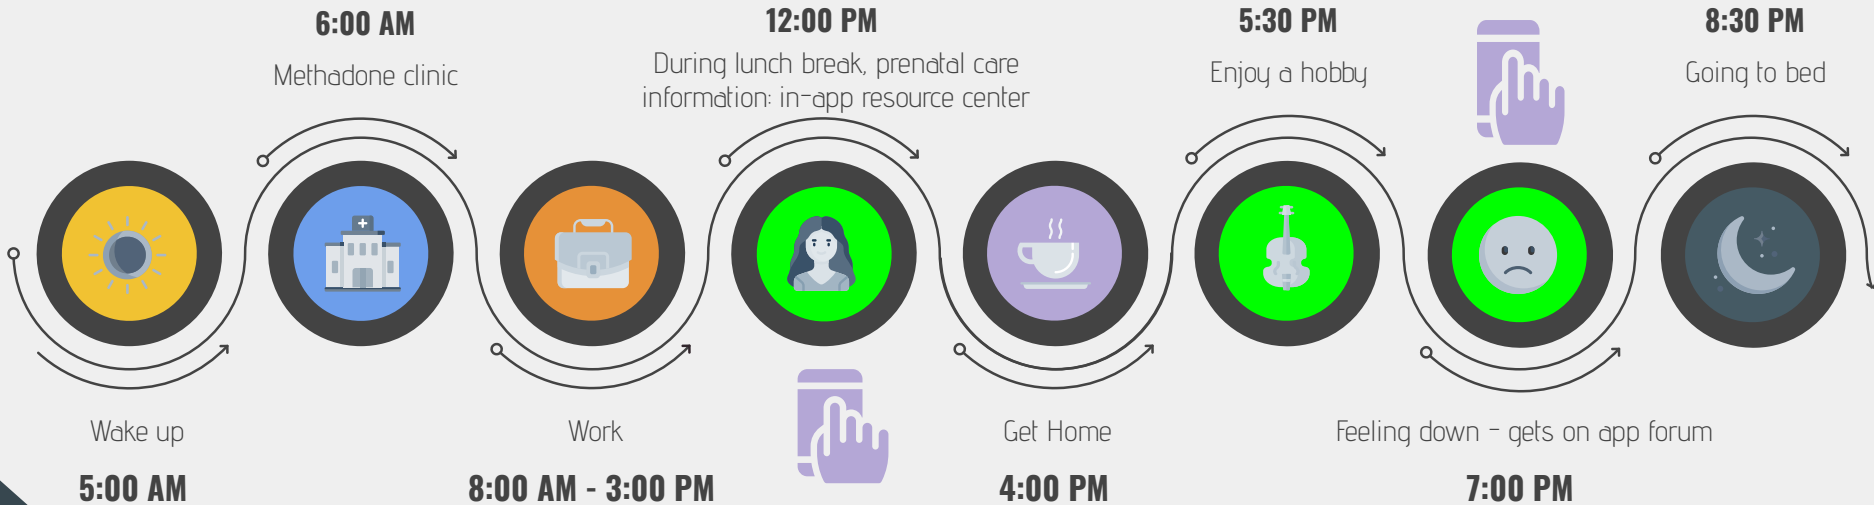 6:00 AM
Methadone clinic
12:00 PM
During lunch break, prenatal care
information: in-app resource center
5:30 PM
Enjoy a hobby
8:30 PM
Going to bed
Wake up
5:00 AM
Work
8:00 AM - 3:00 PM
Get Home
4:00 PM
Feeling down - gets on app forum
7:00 PM